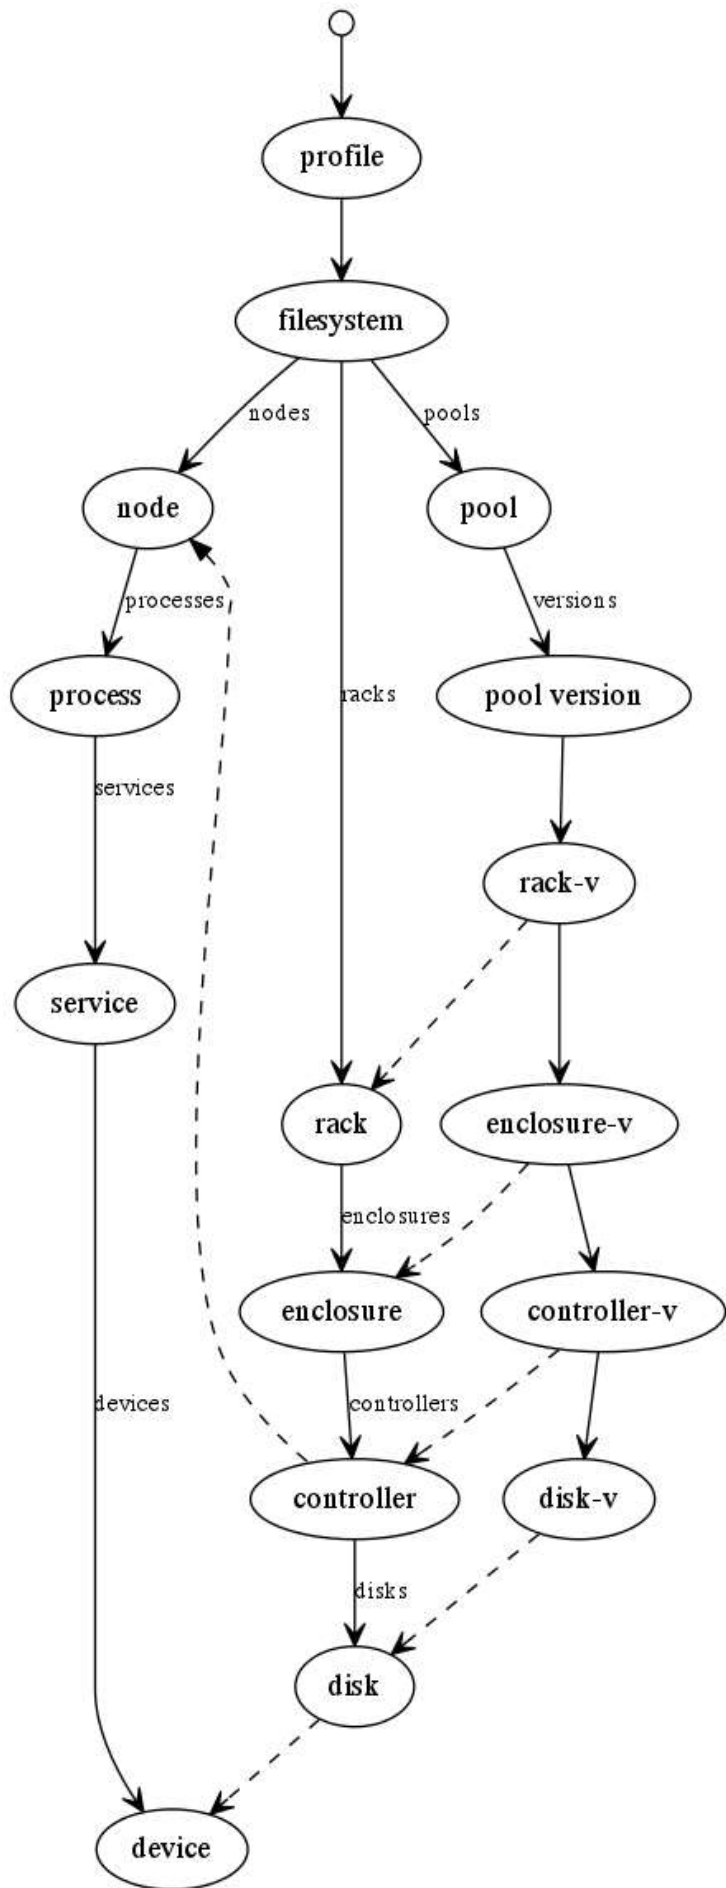 profile
filesystem
nodes
pools
node
pool
processes
versions
process
racks
pool version
services
rack-v
service
rack
enclosure-v
enclosures
enclosure
controller-v
devices
controllers
controller
disk-v
disks
disk
device